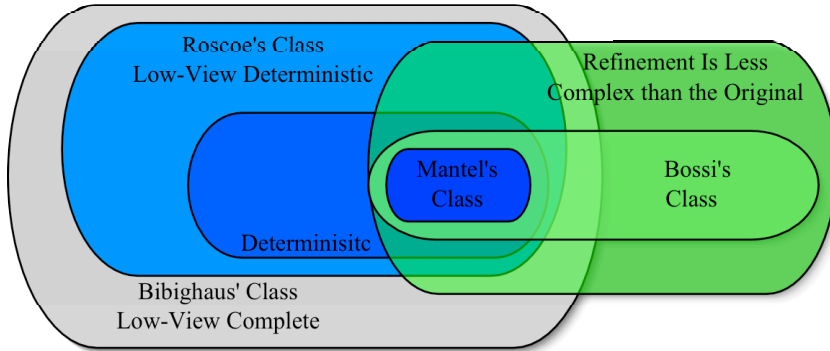 Roscoe's Class
Low-View Deterministic
Refinement Is Less
Complex than the Original
Mantel's
Class
Bossi's
Class
Determinisitc
Bibighaus' Class
Low-View Complete